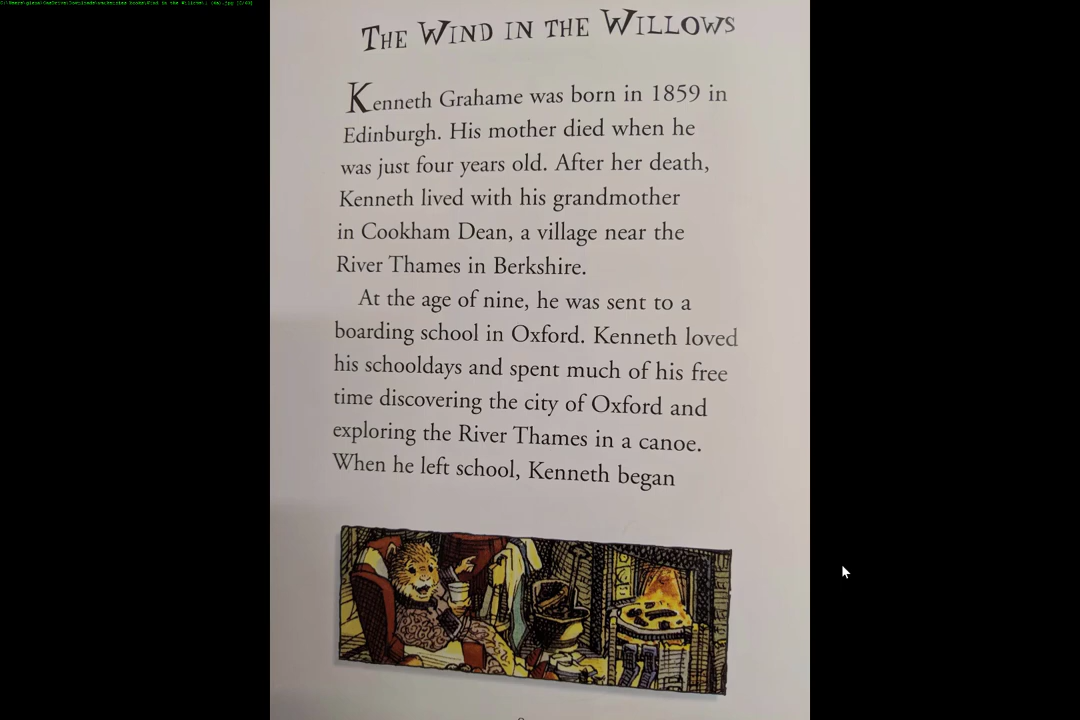 The Wind in the Willows
Kenneth Grahame was born in 1859 in
Edinburgh. His mother died when he
was just four years old. After her death,
Kenneth lived with his grandmother
in Cookham Dean, a village near the
River Thames in Berkshire.
At the age of nine, he was sent to a
boarding school in Oxford. Kenneth loved
his schooldays and spent much of his free
time discovering the city of Oxford and
exploring the River Thames in a canoe.
When he left school, Kenneth began